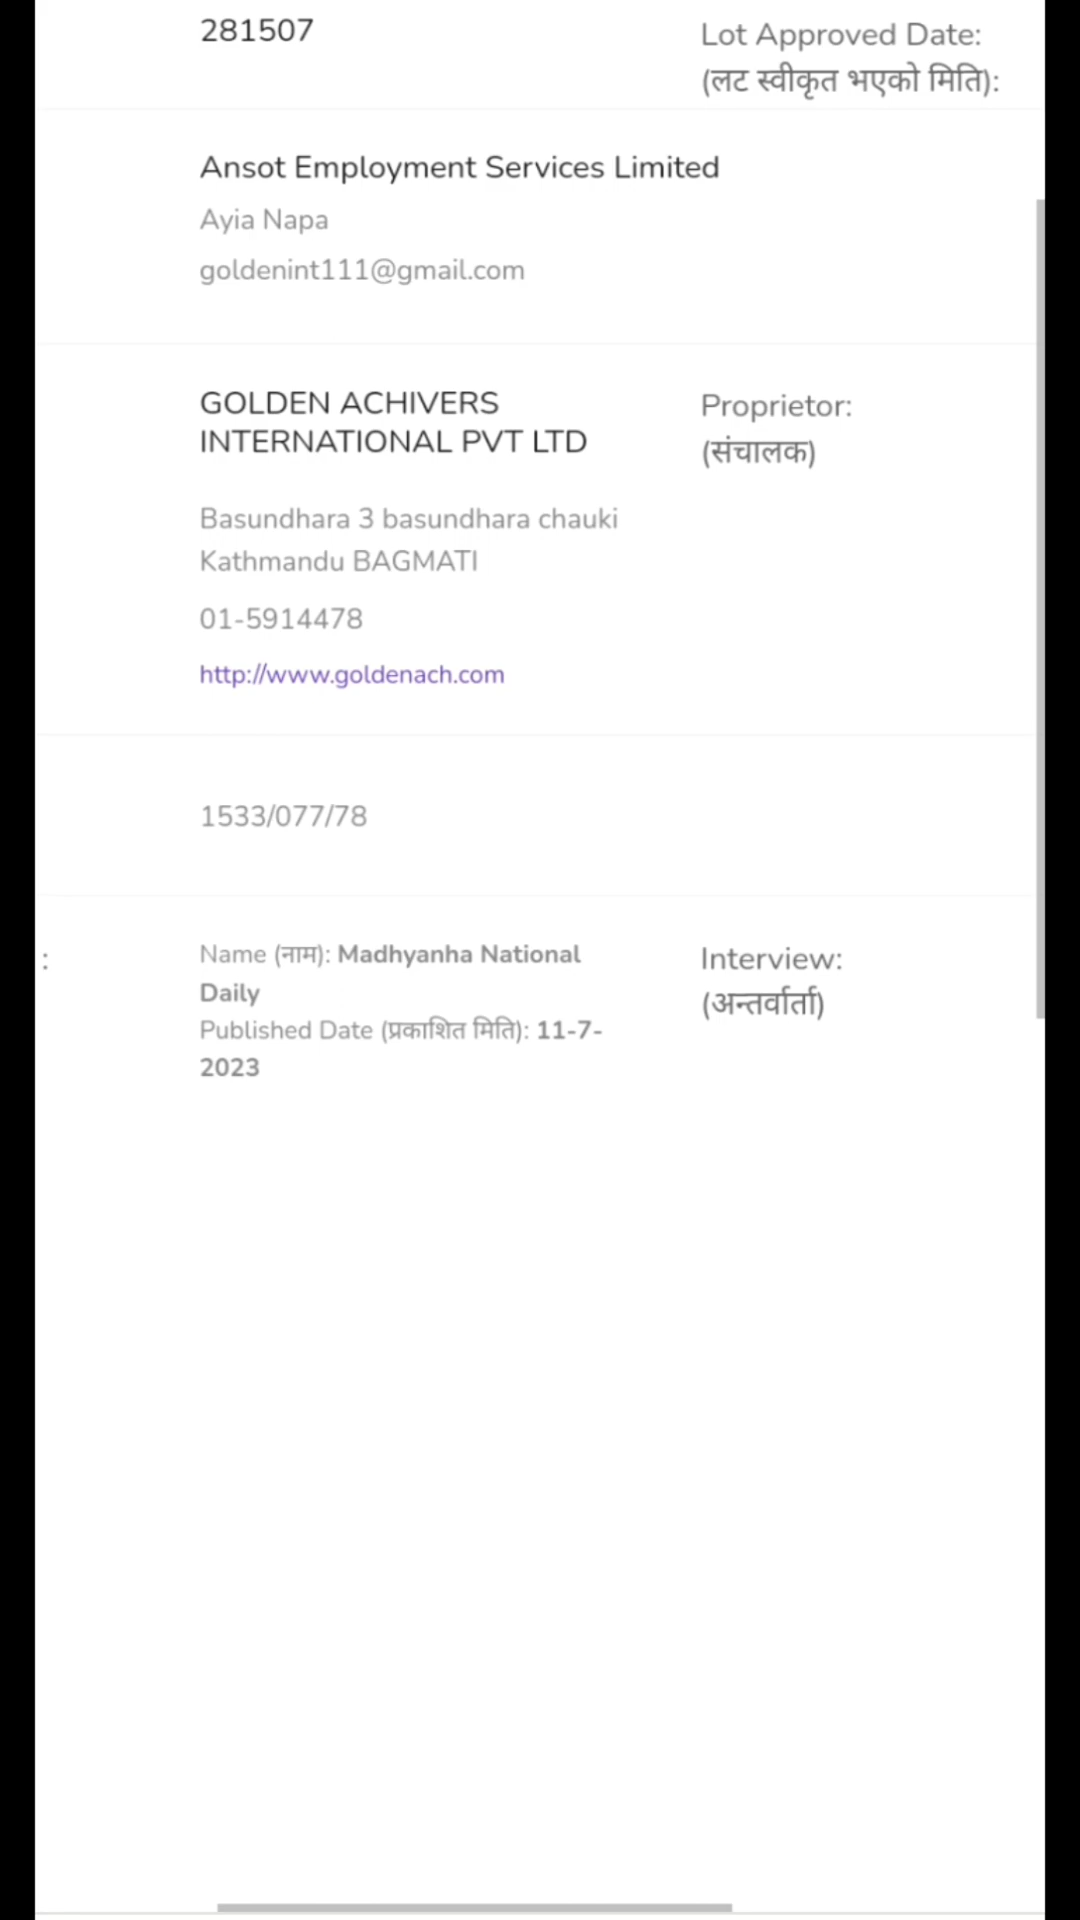 281507
Lot Approved Date:
(लट स्वीकृत भएको मिति):
Ansot Employment Services Limited
Ayia Napa
goldenint111@gmail.com
GOLDEN ACHIVERS
INTERNATIONAL PVT LTD
Proprietor:
(संचालक)
Basundhara 3 basundhara chauki
Kathmandu BAGMATI
01-5914478
http://www.goldenach.com
1533/077/78
:
Name (नाम): Madhyanha National
Daily
Published Date (प्रकाशित मिति): 11-7-
2023
Interview:
(अन्तर्वार्ता)